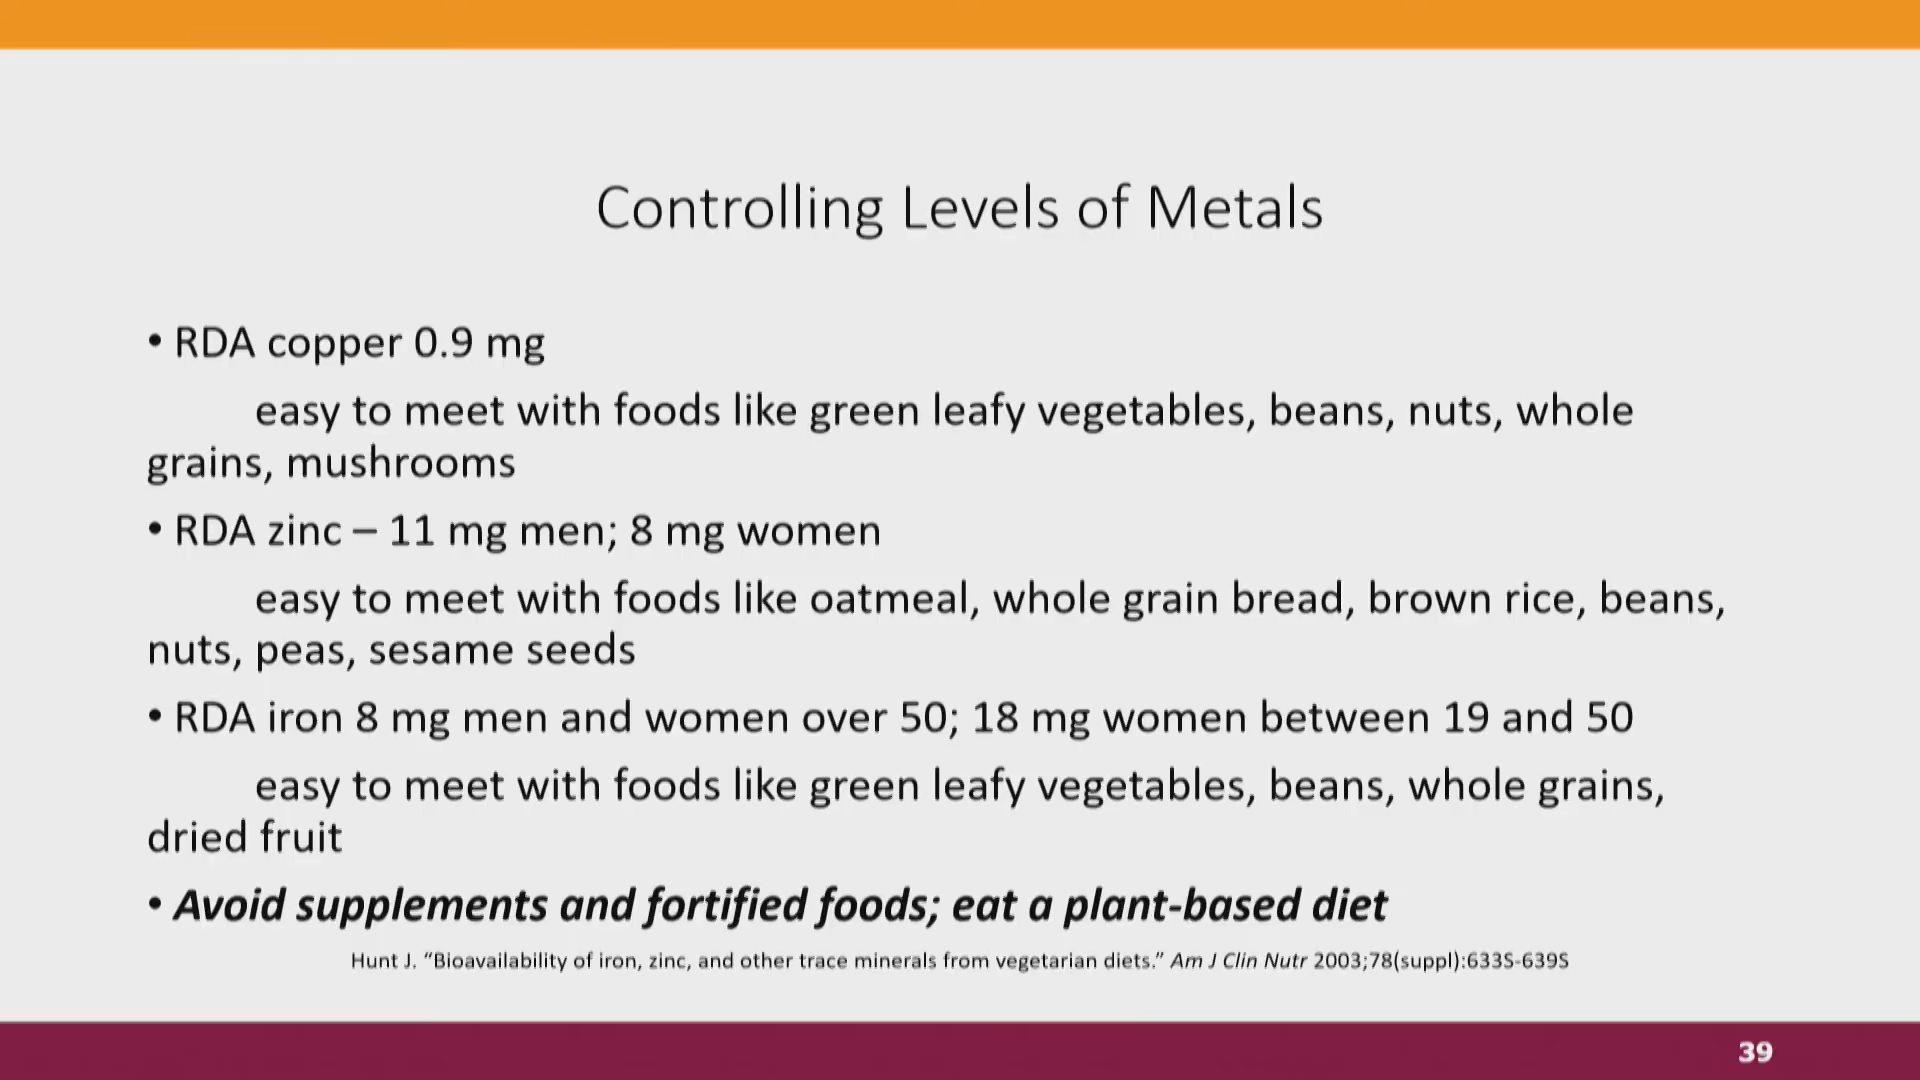 Controlling Levels of Metals
• RDA copper 0.9 mg
easy to meet with foods like green leafy vegetables, beans, nuts, whole
grains, mushrooms
• RDA zinc – 11 mg men; 8 mg women
easy to meet with foods like oatmeal, whole grain bread, brown rice, beans,
nuts, peas, sesame seeds
• RDA iron 8 mg men and women over 50; 18 mg women between 19 and 50
easy to meet with foods like green leafy vegetables, beans, whole grains,
dried fruit
• Avoid supplements and fortified foods; eat a plant-based diet
Hunt J. “Bioavailability of iron, zinc, and other trace minerals from vegetarian diets.” Am J Clin Nutr 2003;78(suppl):633S-639S
39